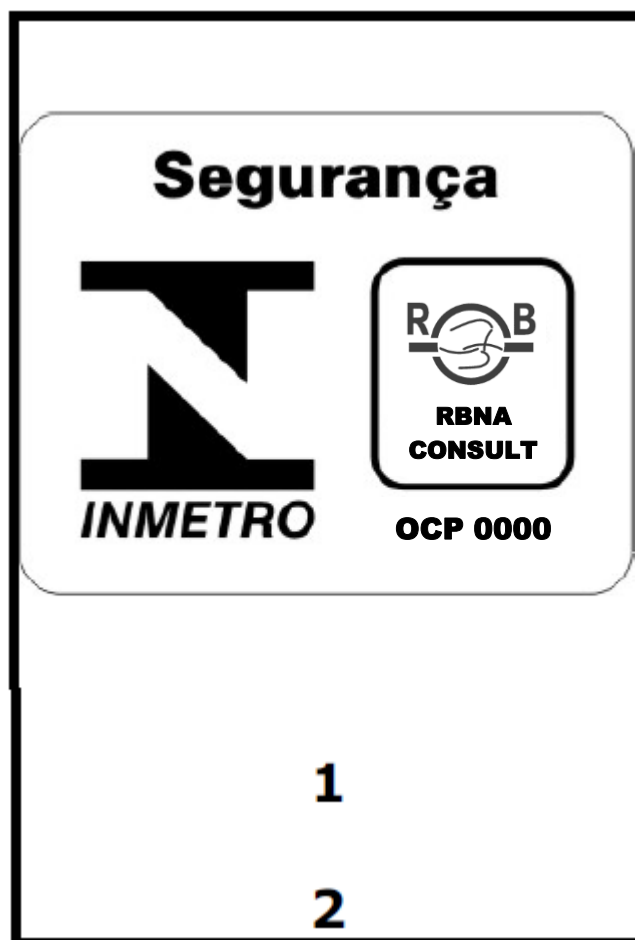 Segurança
R B
RBNA
CONSULT
INMETRO
OCP 0000
1
2